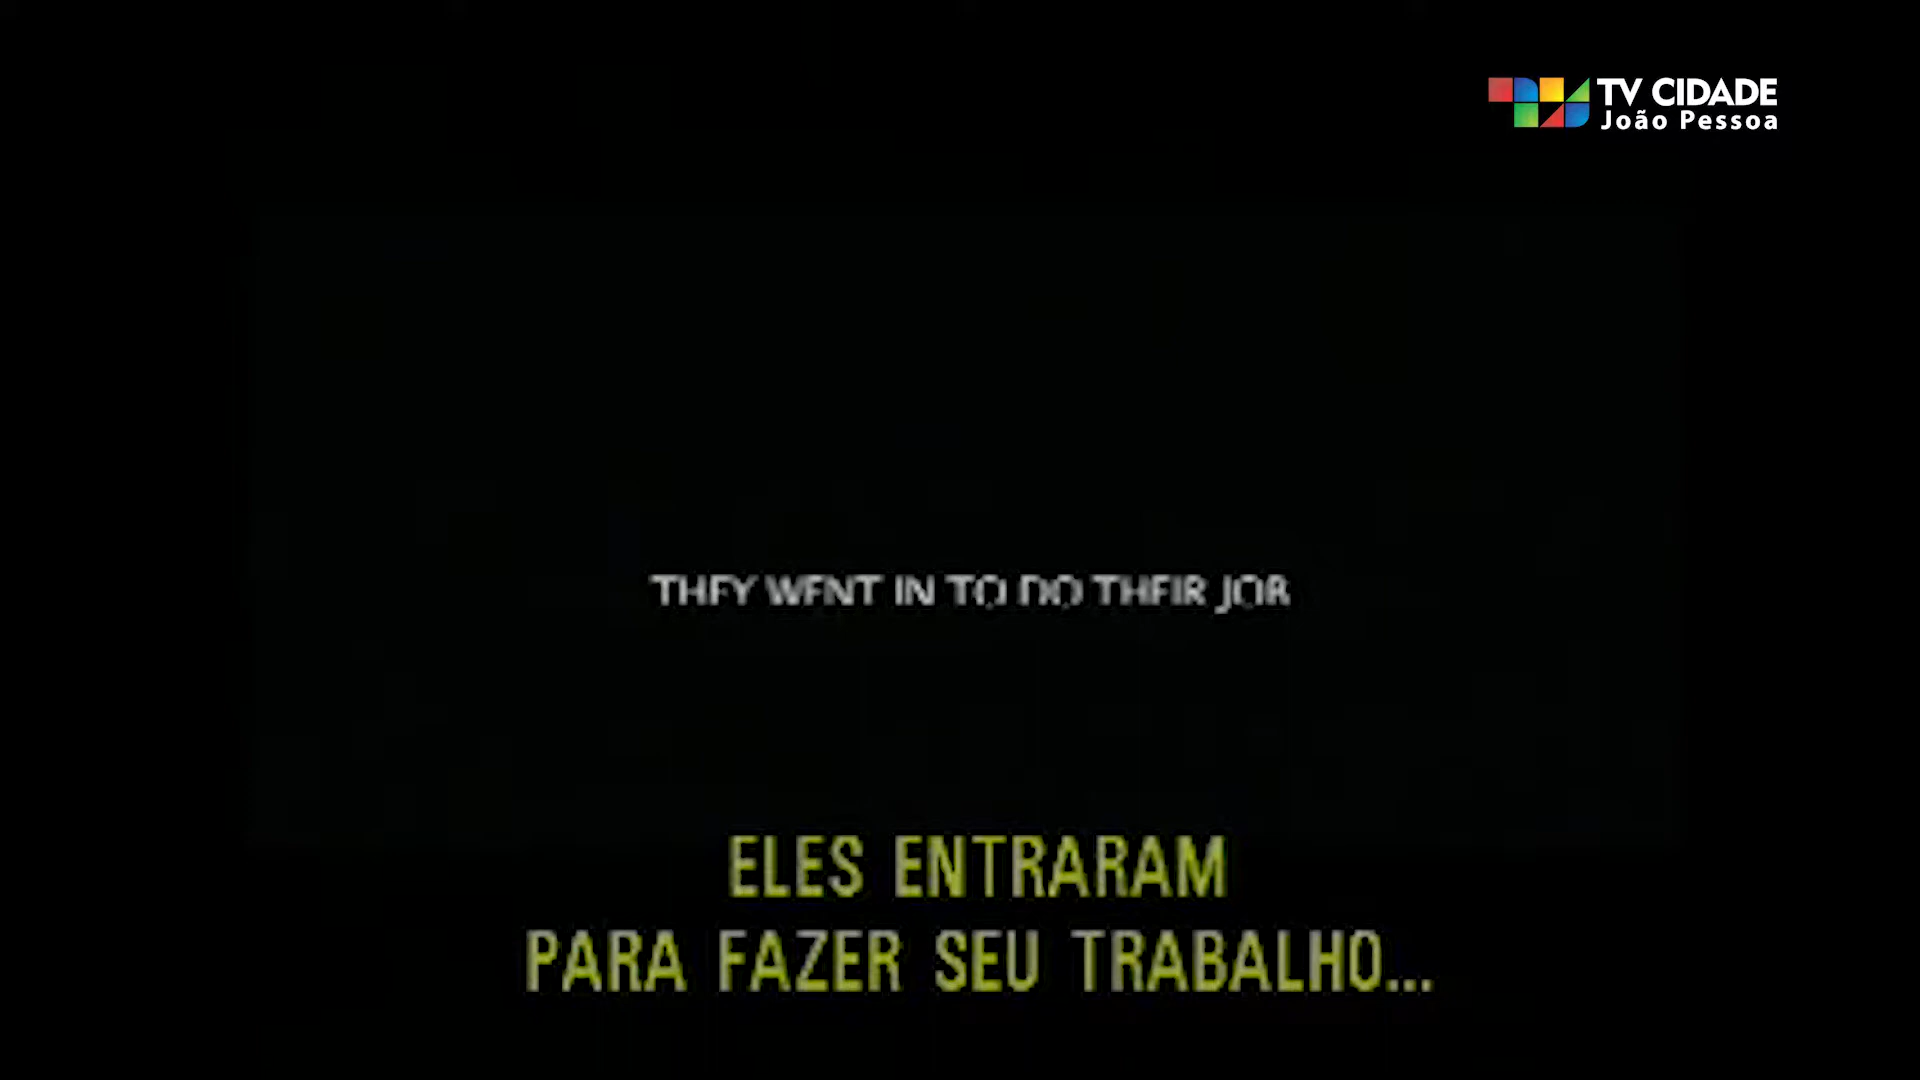 TV CIDADE
João Pessoa
THEY WENT IN TO DO THEIR JOB
ELES ENTRARAM
PARA FAZER SEU TRABALHO...